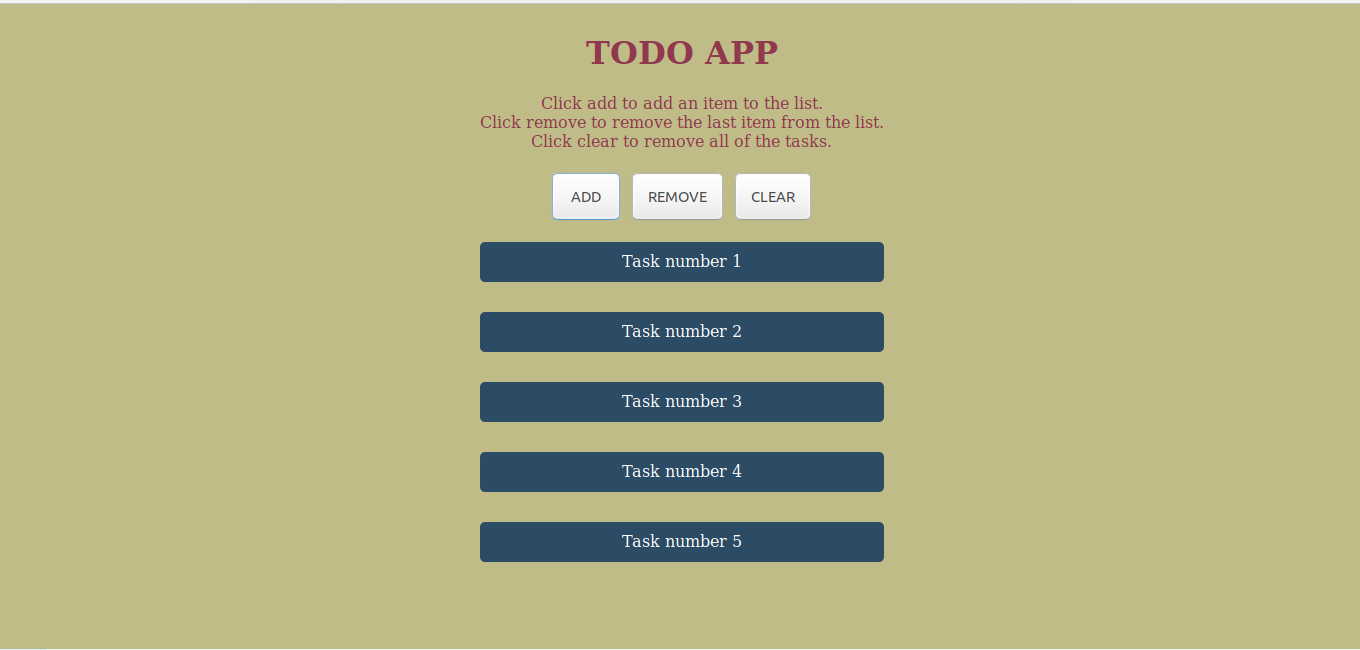 TODO APP
Click add to add an item to the list.
Click remove to remove the last item from the list.
Click clear to remove all of the tasks.
ADD REMOVE CLEAR
Task number 1
Task number 2
Task number 3
Task number 4
Task number 5